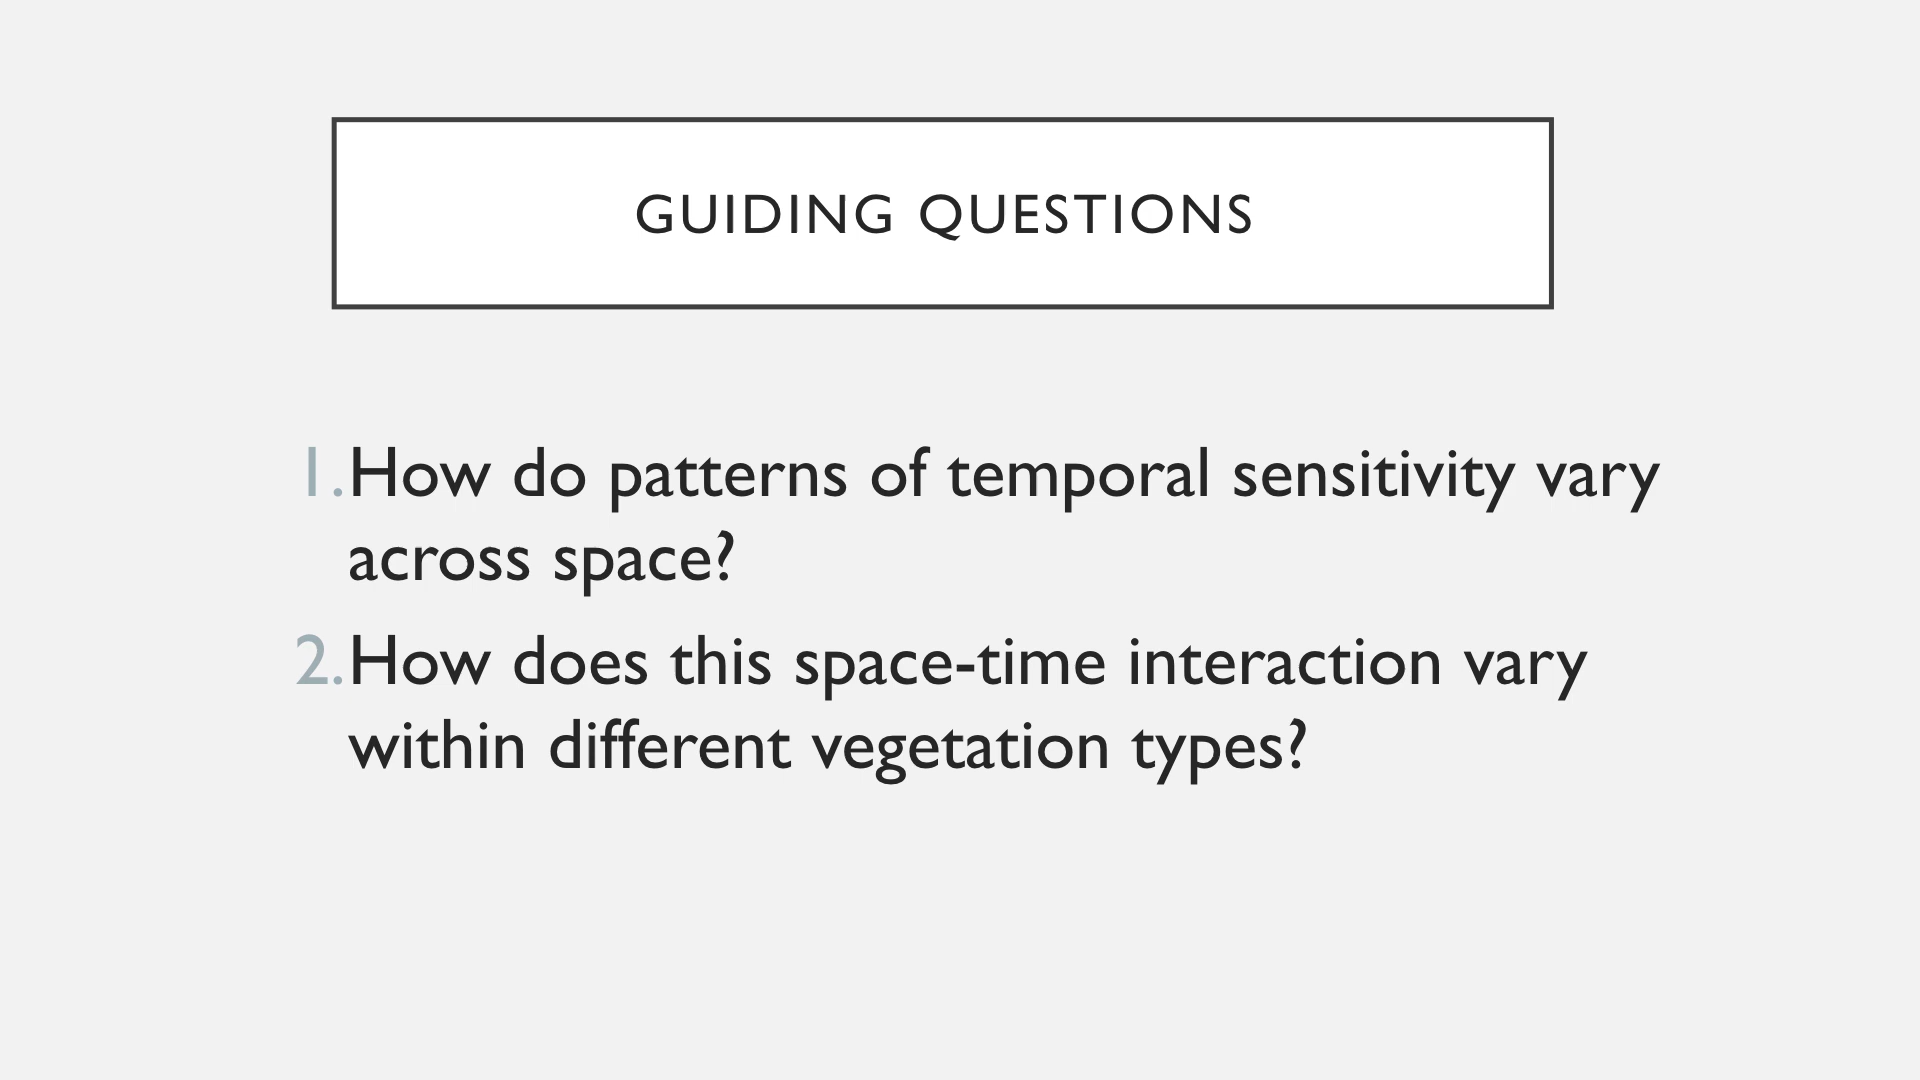 GUIDING QUESTIONS
1. How do patterns of temporal sensitivity vary
across space?
2. How does this space-time interaction vary
within different vegetation types?